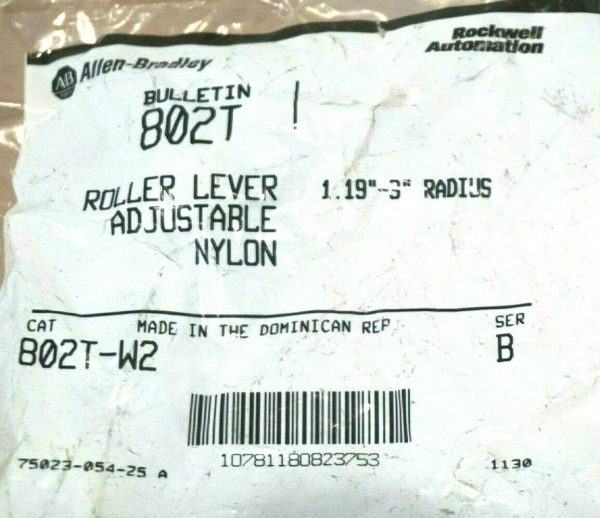 Rockwell
Automation
AB Allen-Bradley
BULLETIN
802T
ROLLER LEVER 1.19"-3" RADIUS
ADJUSTABLE
NYLON
CAT MADE IN THE DOMINICAN REP SER
802T-W2 B
10781180823753
75023-054-25 A 1130